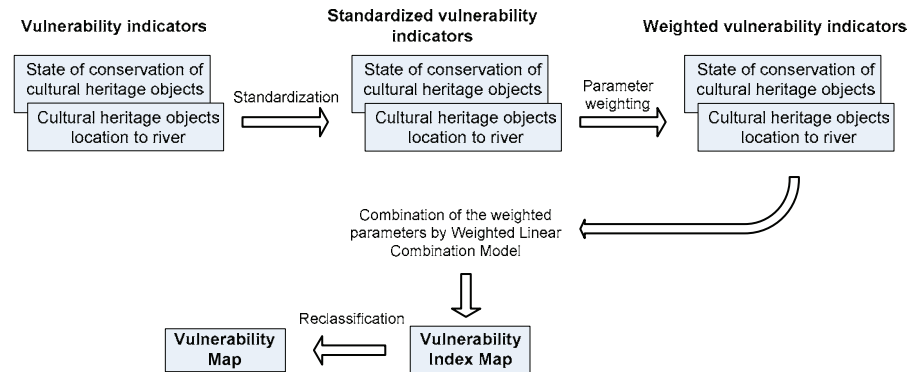 Vulnerability indicators
State of conservation of
cultural heritage objects
Cultural heritage objects
location to river
Standardization
Standardized vulnerability
indicators
State of conservation of
cultural heritage objects
Cultural heritage objects
location to river
Parameter
weighting
Weighted vulnerability indicators
State of conservation of
cultural heritage objects
Cultural heritage objects
location to river
Combination of the weighted
parameters by Weighted Linear
Combination Model
Vulnerability
Index Map
Reclassification
Vulnerability
Map